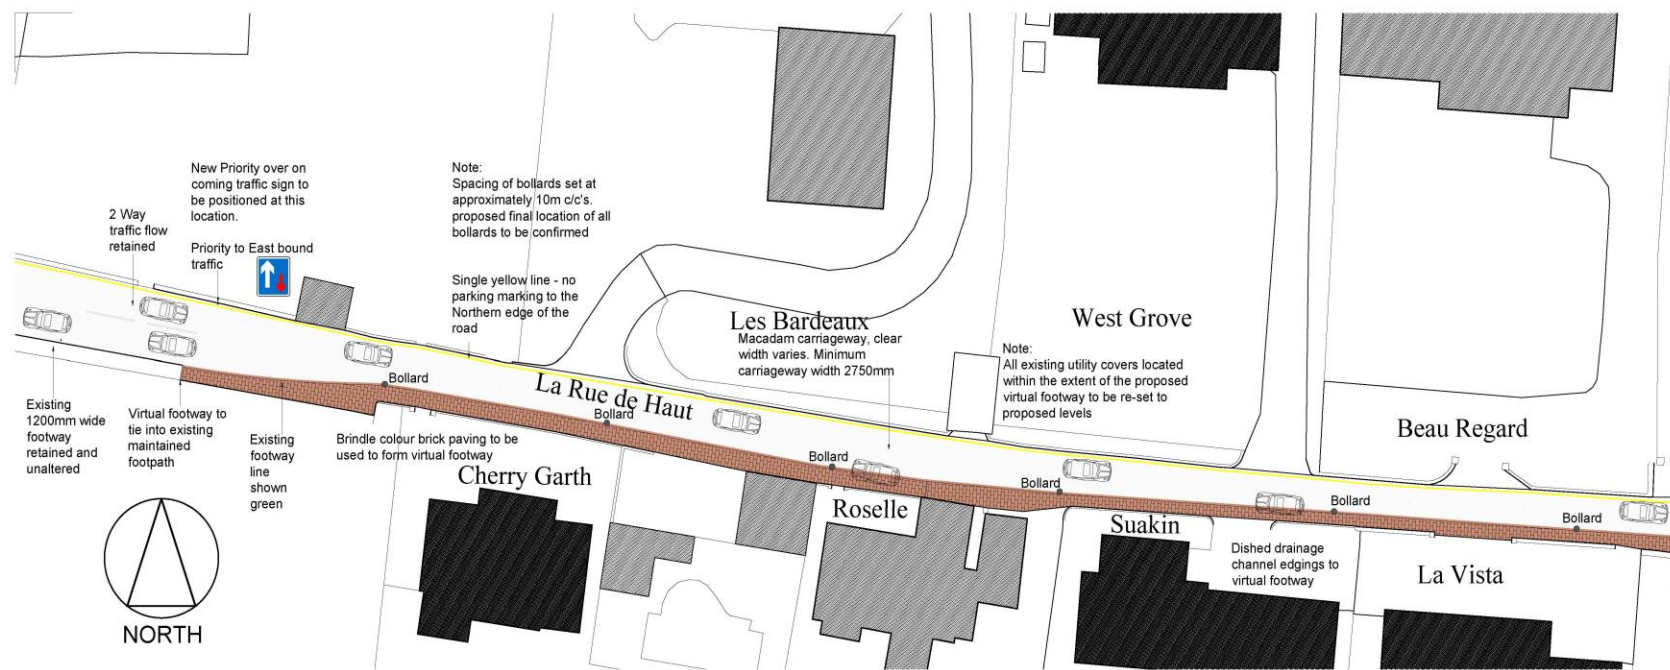 New Priority over on
coming traffic sign to
be positioned at this
location.
Priority to East bound
traffic
2 Way
traffic flow
retained
Note:
Spacing of bollards set at
approximately 10m c/c's.
proposed final location of all
bollards to be confirmed
Single yellow line - no
parking marking to the
Northern edge of the
road
Les Bardeaux
Macadam carriageway, clear
width varies. Minimum
carriageway width 2750mm
West Grove
Note:
All existing utility covers located
within the extent of the proposed
virtual footway to be re-set to
proposed levels
Beau Regard
La Rue de Haut
Bollard
Bollard
Bollard
Bollard
Bollard
Bollard
Existing
1200mm wide
footway
retained and
unaltered
Virtual footway to
tie into existing
maintained
footpath
Existing
footway
line
shown
green
Brindle colour brick paving to be
used to form virtual footway
Cherry Garth
Roselle
Suakin
Dished drainage
channel edgings to
virtual footway
La Vista
NORTH